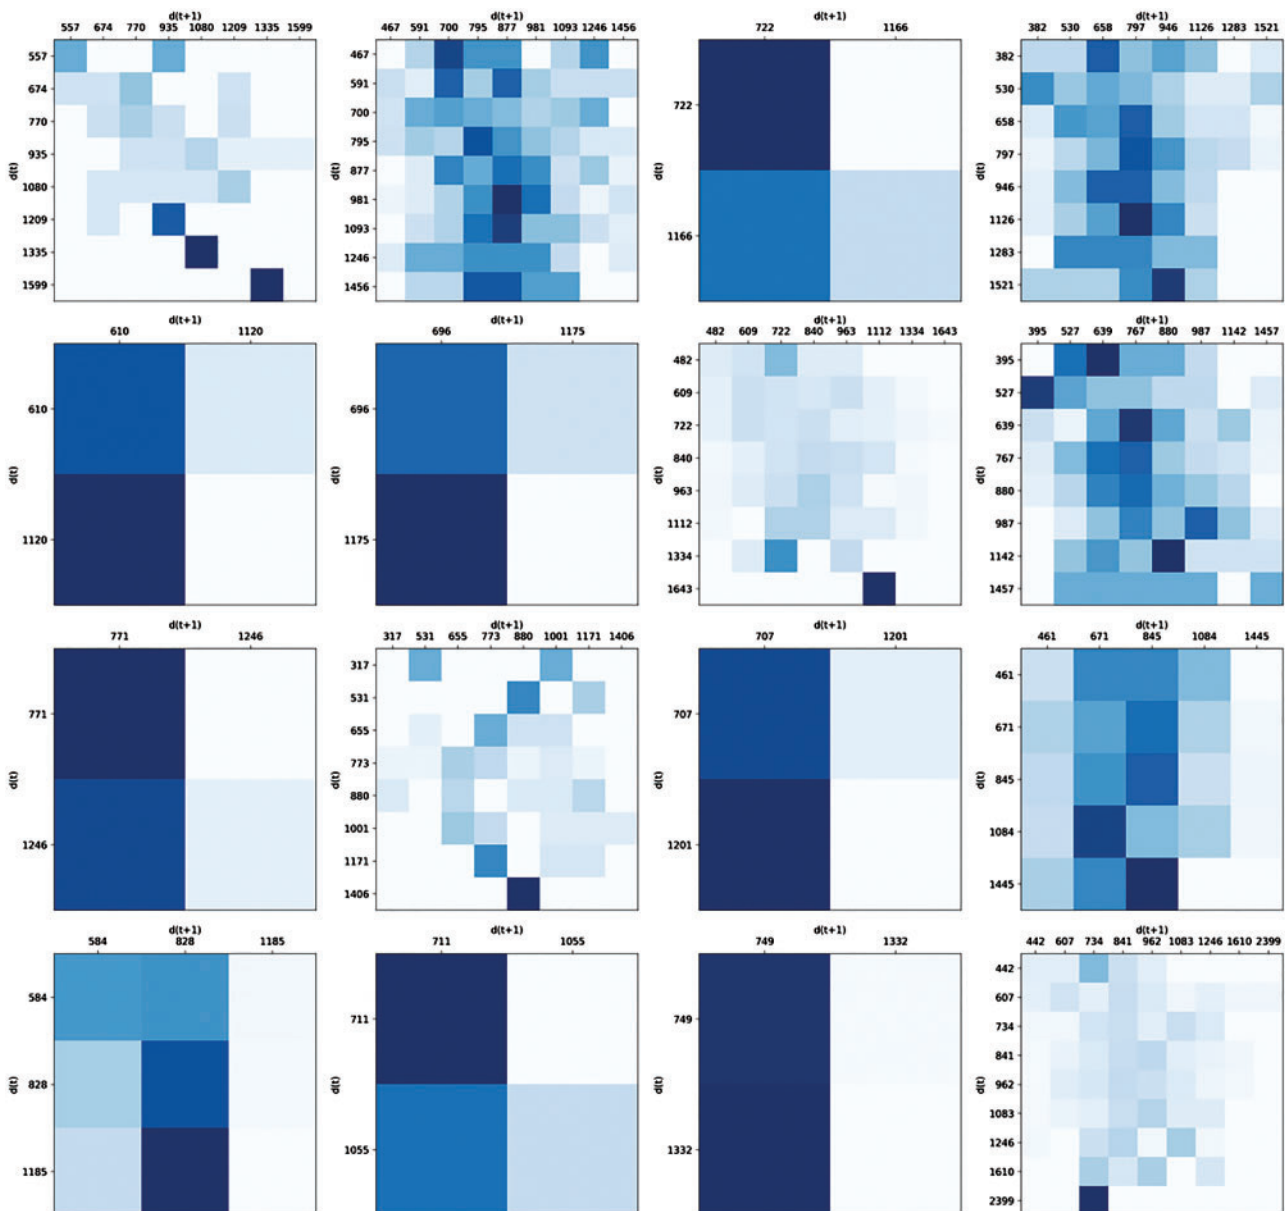 d(t+1)
557 674 770 935 1080 1209 1335 1599
d(t)
557
674
770
935
1080
1209
1335
1599
d(t+1)
467 591 700 795 877 981 1093 1246 1456
d(t)
467
591
700
795
877
981
1093
1246
1456
d(t+1)
722 1166
d(t)
722
1166
d(t+1)
382 530 658 797 946 1126 1283 1521
d(t)
382
530
658
797
946
1126
1283
1521
d(t+1)
610 1120
d(t)
610
1120
d(t+1)
696 1175
d(t)
696
1175
d(t+1)
482 609 722 840 963 1112 1334 1643
d(t)
482
609
722
840
963
1112
1334
1643
d(t+1)
395 527 639 767 880 987 1142 1457
d(t)
395
527
639
767
880
987
1142
1457
d(t+1)
771 1246
d(t)
771
1246
d(t+1)
317 531 655 773 880 1001 1171 1406
d(t)
317
531
655
773
880
1001
1171
1406
d(t+1)
707 1201
d(t)
707
1201
d(t+1)
461 671 845 1084 1445
d(t)
461
671
845
1084
1445
d(t+1)
584 828 1185
d(t)
584
828
1185
d(t+1)
711 1055
d(t)
711
1055
d(t+1)
749 1332
d(t)
749
1332
d(t+1)
442 607 734 841 962 1083 1246 1610 2399
d(t)
442
607
734
841
962
1083
1246
1610
2399